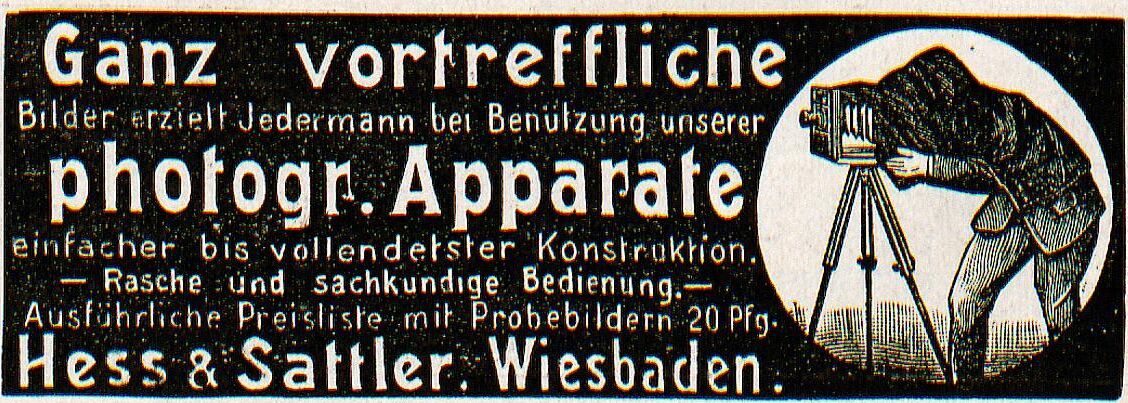 Ganz vortreffliche
Bilder erzielt Jedermann bei Benützung unserer
photogr. Apparate
einfacher bis vollendetster Konstruktion.
— Rasche und sachkundige Bedienung. —
Ausführliche Preisliste mit Probebildern 20 Pfg.
Hess & Sattler, Wiesbaden.